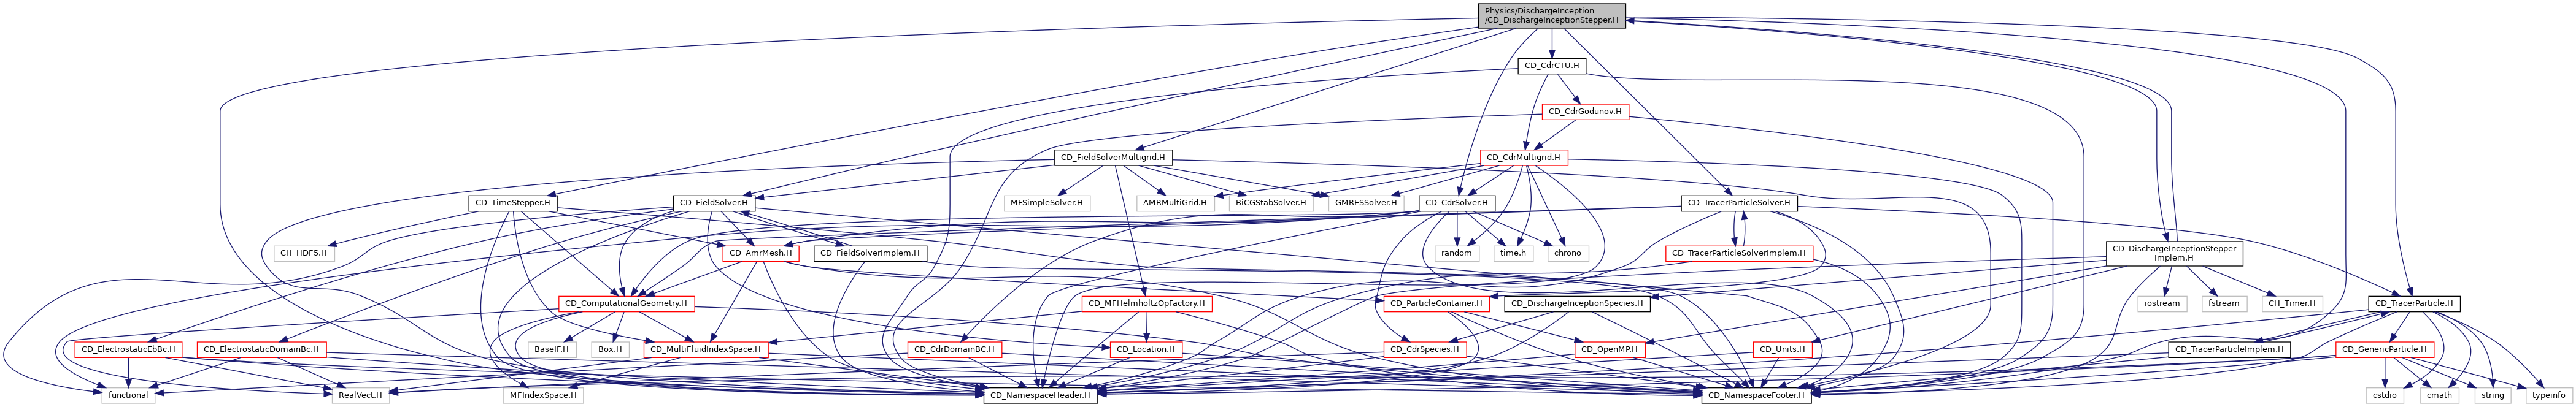 Physics/DischargeInception
/CD_DischargeInceptionStepper.H
CD_CdrCTU.H
CD_CdrGodunov.H
CD_FieldSolverMultigrid.H
CD_CdrMultigrid.H
CD_TimeStepper.H
CD_FieldSolver.H
MFSimpleSolver.H
AMRMultiGrid.H
BiCGStabSolver.H
GMRESSolver.H
CD_CdrSolver.H
CD_TracerParticleSolver.H
CH_HDF5.H
CD_AmrMesh.H
CD_FieldSolverImplem.H
random
time.h
chrono
CD_TracerParticleSolverImplem.H
CD_DischargeInceptionStepper
Implem.H
CD_ComputationalGeometry.H
CD_MFHelmholtzOpFactory.H
CD_ParticleContainer.H
CD_DischargeInceptionSpecies.H
iostream
fstream
CH_Timer.H
CD_TracerParticle.H
CD_ElectrostaticEbBc.H
CD_ElectrostaticDomainBc.H
BaseIF.H
Box.H
CD_MultiFluidIndexSpace.H
CD_CdrDomainBC.H
CD_Location.H
CD_CdrSpecies.H
CD_OpenMP.H
CD_Units.H
CD_TracerParticleImplem.H
CD_GenericParticle.H
functional
RealVect.H
MFIndexSpace.H
CD_NamespaceHeader.H
CD_NamespaceFooter.H
cstdio
cmath
string
typeinfo